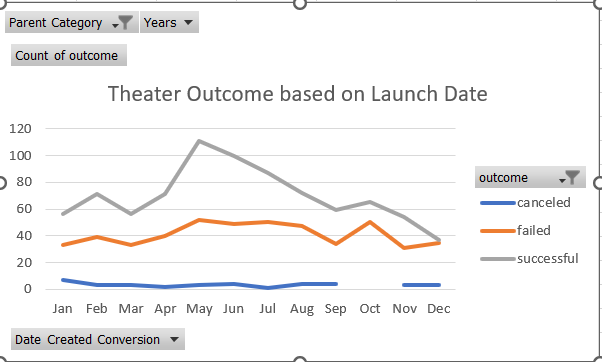 Parent Category Years
Count of outcome
Theater Outcome based on Launch Date
120
100
80
60
40
20
0
Jan Feb Mar Apr May Jun Jul Aug Sep Oct Nov Dec
outcome
canceled
failed
successful
Date Created Conversion